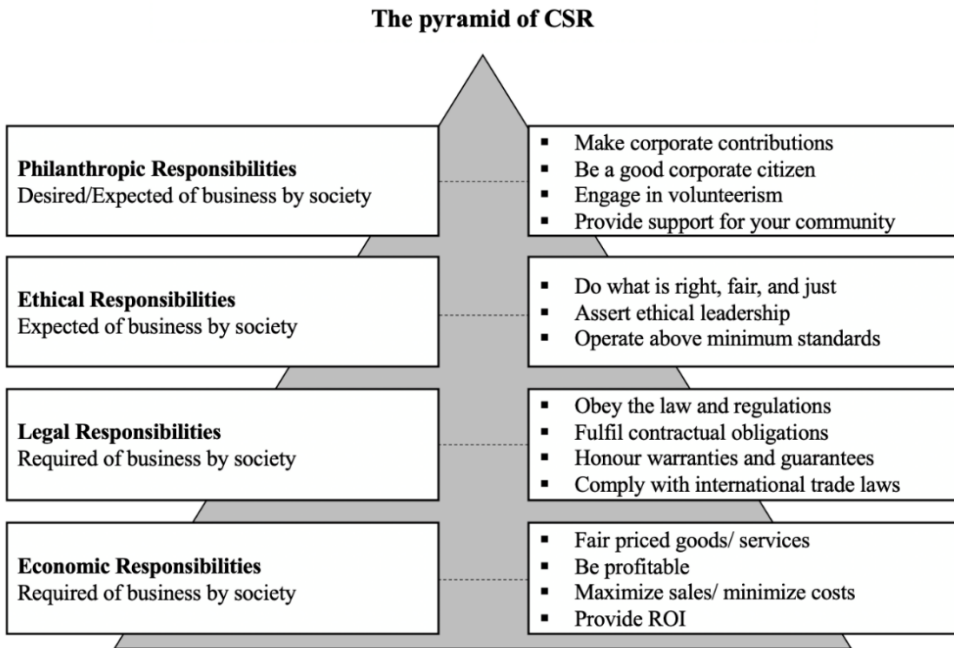 The pyramid of CSR
Philanthropic Responsibilities
Desired/Expected of business by society
▪ Make corporate contributions
▪ Be a good corporate citizen
▪ Engage in volunteerism
▪ Provide support for your community
Ethical Responsibilities
Expected of business by society
▪ Do what is right, fair, and just
▪ Assert ethical leadership
▪ Operate above minimum standards
Legal Responsibilities
Required of business by society
▪ Obey the law and regulations
▪ Fulfil contractual obligations
▪ Honour warranties and guarantees
▪ Comply with international trade laws
Economic Responsibilities
Required of business by society
▪ Fair priced goods/ services
▪ Be profitable
▪ Maximize sales/ minimize costs
▪ Provide ROI